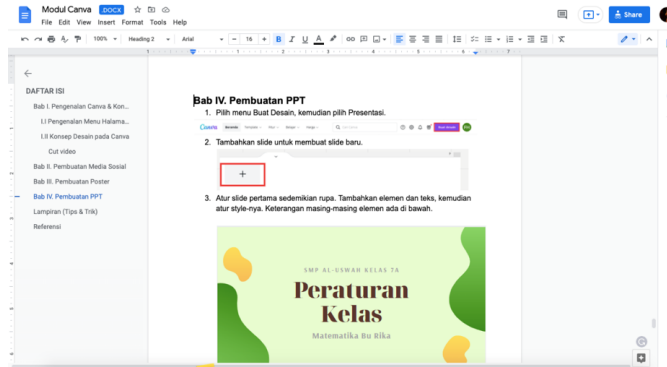 Modul Canva .DOCX
File Edit View Insert Format Tools Help
Share
100% Heading 2 Arial 16
DAFTAR ISI
Bab I. Pengenalan Canva & Kon...
I.I Pengenalan Menu Halama...
I.II Konsep Desain pada Canva
Cut video
Bab II. Pembuatan Media Sosial
Bab III. Pembuatan Poster
Bab IV. Pembuatan PPT
Lampiran (Tips & Trik)
Referensi
Bab IV. Pembuatan PPT
1. Pilih menu Buat Desain, kemudian pilih Presentasi.
Canva Beranda
2. Tambahkan slide untuk membuat slide baru.
3. Atur slide pertama sedemikian rupa. Tambahkan elemen dan teks, kemudian
atur style-nya. Keterangan masing-masing elemen ada di bawah.
SMP AL-USWAH KELAS 7A
Peraturan
Kelas
Matematika Bu Rika